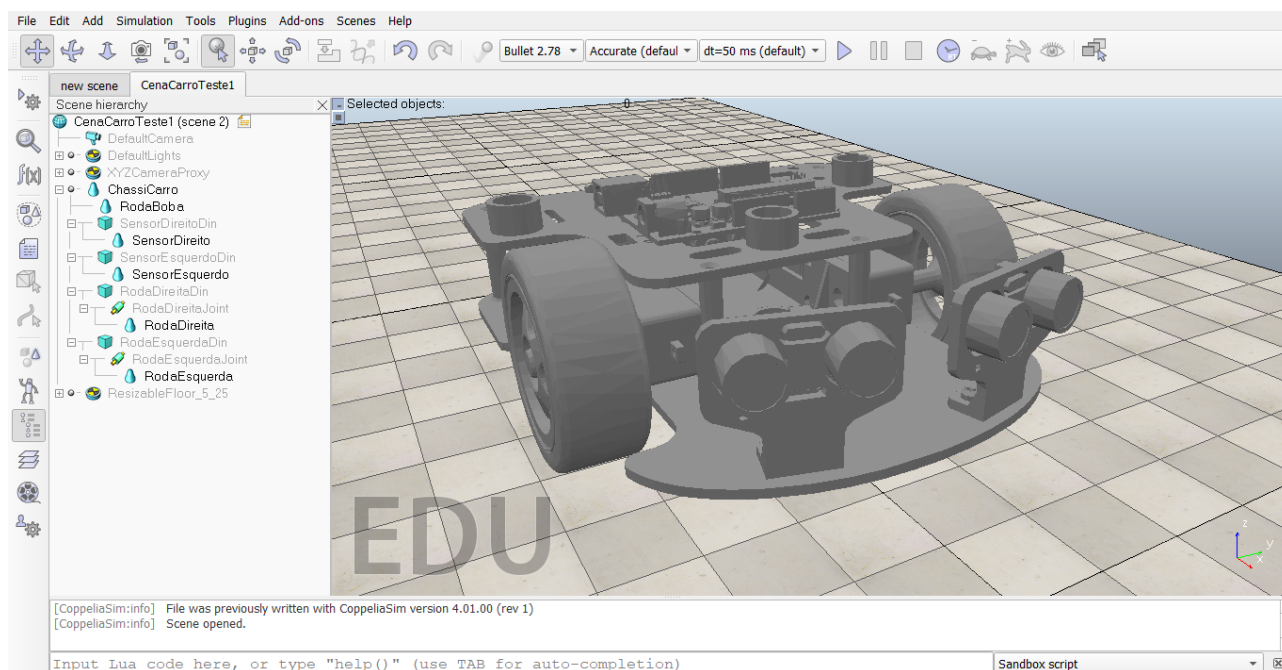 File Edit Add Simulation Tools Plugins Add-ons Scenes Help
Bullet 2.78 Accurate (defaul dt=50 ms (default)
new scene CenaCarroTeste1
Scene hierarchy
Selected objects: 0
CenaCarroTeste1 (scene 2)
DefaultCamera
DefaultLights
XYZCameraProxy
ChassiCarro
RodaBoba
SensorDireitoDin
SensorDireito
SensorEsquerdoDin
SensorEsquerdo
RodaDireitaDin
RodaDireitaJoint
RodaDireita
RodaEsquerdaDin
RodaEsquerdaJoint
RodaEsquerda
ResizableFloor_5_25
f(x)
EDU
z
y
x
[CoppeliaSim:info] File was previously written with CoppeliaSim version 4.01.00 (rev 1)
[CoppeliaSim:info] Scene opened.
Input Lua code here, or type "help()" (use TAB for auto-completion) Sandbox script